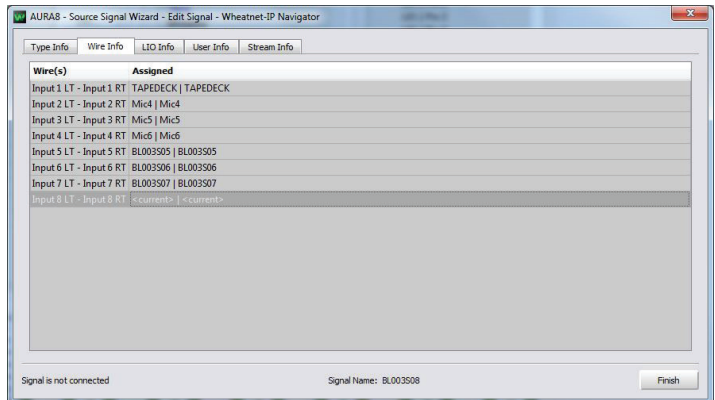 AURA8 - Source Signal Wizard - Edit Signal - Wheatnet-IP Navigator
Type Info Wire Info LIO Info User Info Stream Info
Wire(s) Assigned
Input 1 LT - Input 1 RT TAPEDECK | TAPEDECK
Input 2 LT - Input 2 RT Mic4 | Mic4
Input 3 LT - Input 3 RT Mic5 | Mic5
Input 4 LT - Input 4 RT Mic6 | Mic6
Input 5 LT - Input 5 RT BL003S05 | BL003S05
Input 6 LT - Input 6 RT BL003S06 | BL003S06
Input 7 LT - Input 7 RT BL003S07 | BL003S07
Input 8 LT - Input 8 RT <current> | <current>
Signal is not connected Signal Name: BL003S08 Finish